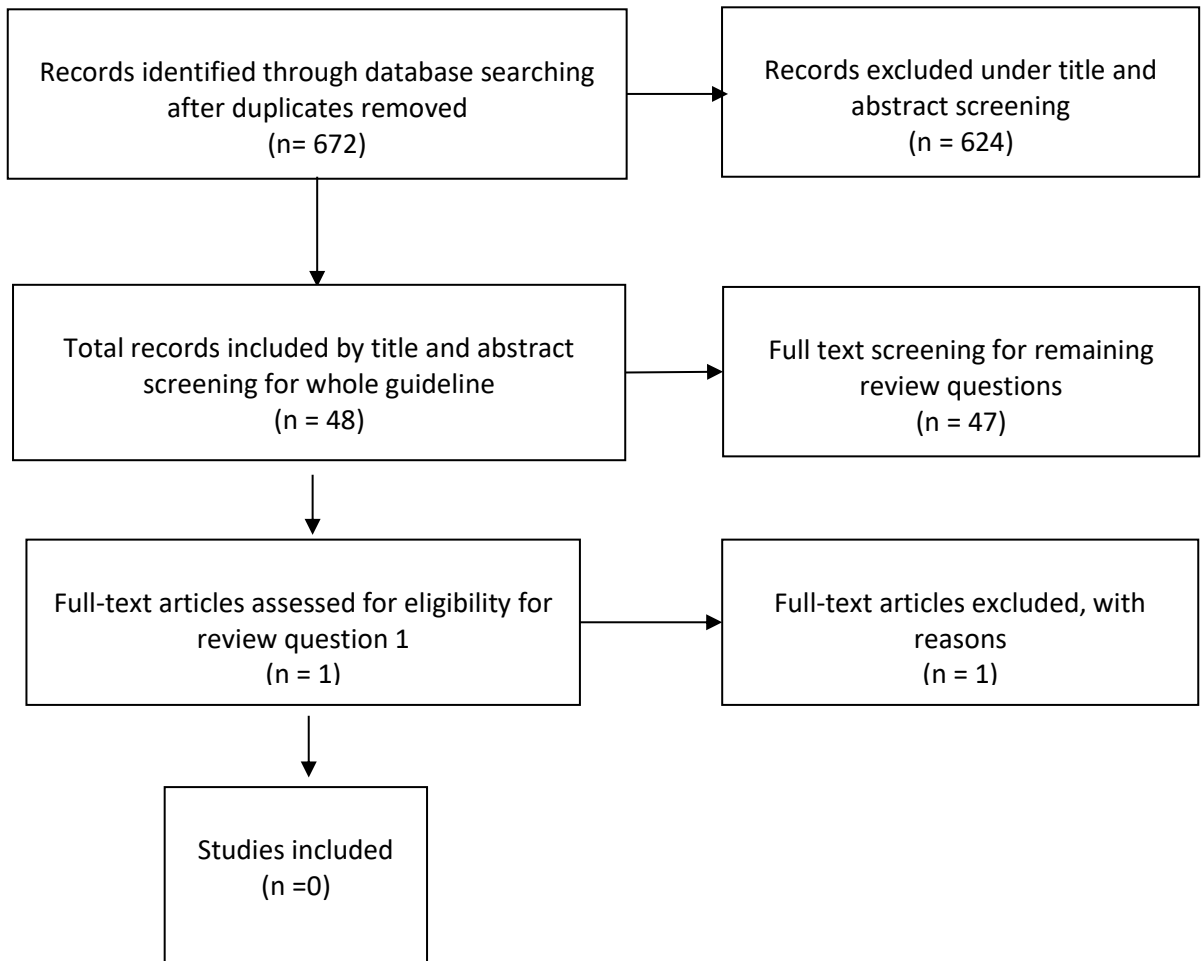 Records identified through database searching
after duplicates removed
(n= 672)
Records excluded under title and
abstract screening
(n = 624)
Total records included by title and abstract
screening for whole guideline
(n = 48)
Full text screening for remaining
review questions
(n = 47)
Full-text articles assessed for eligibility for
review question 1
(n = 1)
Full-text articles excluded, with
reasons
(n = 1)
Studies included
(n =0)